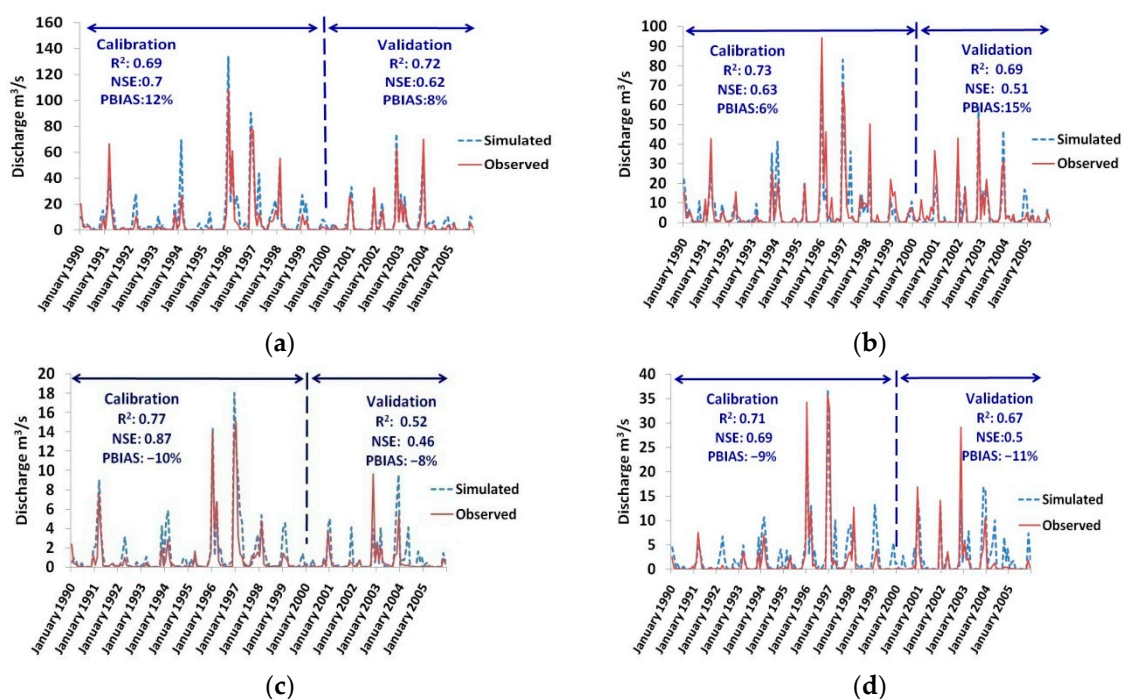 160
140
120
100
80
60
40
20
0
Discharge m³/s
Calibration
R²: 0.69
NSE:0.7
PBIAS:12%
Validation
R²: 0.72
NSE:0.62
PBIAS:8%
Simulated
Observed
January 1990
January 1991
January 1992
January 1993
January 1994
January 1995
January 1996
January 1997
January 1998
January 1999
January 2000
January 2001
January 2002
January 2003
January 2004
January 2005
(a)
100
90
80
70
60
50
40
30
20
10
0
Discharge m³/s
Calibration
R²: 0.73
NSE: 0.63
PBIAS:6%
Validation
R²: 0.69
NSE: 0.51
PBIAS:15%
Simulated
Observed
January 1990
January 1991
January 1992
January 1993
January 1994
January 1995
January 1996
January 1997
January 1998
January 1999
January 2000
January 2001
January 2002
January 2003
January 2004
January 2005
(b)
20
18
16
14
12
10
8
6
4
2
0
Discharge m³/s
Calibration
R²: 0.77
NSE: 0.87
PBIAS: −10%
Validation
R²: 0.52
NSE: 0.46
PBIAS: −8%
Simulated
Observed
January 1990
January 1991
January 1992
January 1993
January 1994
January 1995
January 1996
January 1997
January 1998
January 1999
January 2000
January 2001
January 2002
January 2003
January 2004
January 2005
(c)
40
35
30
25
20
15
10
5
0
Discharge m³/s
Calibration
R²: 0.71
NSE: 0.69
PBIAS: −9%
Validation
R²: 0.67
NSE:0.5
PBIAS: −11%
Simulated
Observed
January 1990
January 1991
January 1992
January 1993
January 1994
January 1995
January 1996
January 1997
January 1998
January 1999
January 2000
January 2001
January 2002
January 2003
January 2004
January 2005
(d)